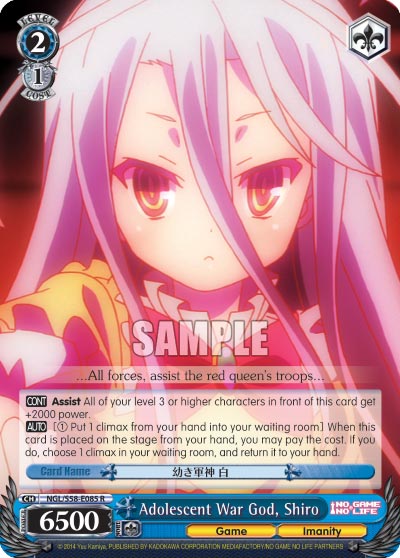 LEVEL
2
1
COST
SAMPLE
...All forces, assist the red queen's troops...
CONT Assist All of your level 3 or higher characters in front of this card get
+2000 power.
AUTO [① Put 1 climax from your hand into your waiting room] When this
card is placed on the stage from your hand, you may pay the cost. If you
do, choose 1 climax in your waiting room, and return it to your hand.
Card Name 幼き軍神 白
CH NGL/S58-E085 R
Adolescent War God, Shiro
NO GAME NO LIFE
POWER
6500
Game
Imanity
© 2014 Yuu Kamiya, PUBLISHED BY KADOKAWA CORPORATION MEDIAFACTORY/NO GAME NO LIFE PARTNERS